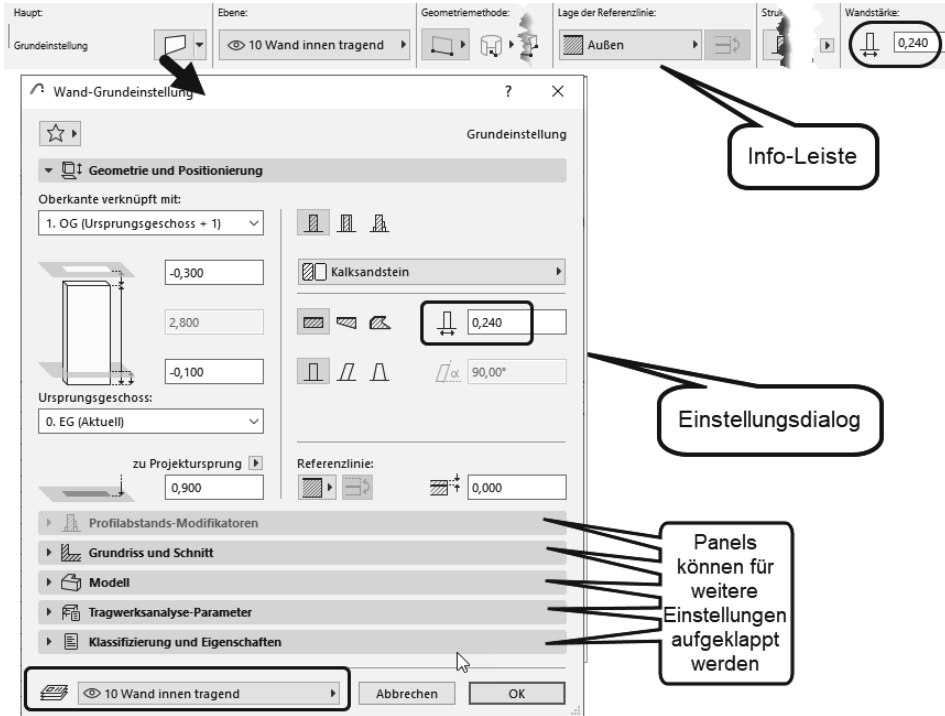 Haupt:
Ebene:
Geometriemethode:
Lage der Referenzlinie:
Struk
Wandstärke:
Grundeinstellung
10 Wand innen tragend
Außen
0,240
Info-Leiste
Wand-Grundeinstellung
?
Grundeinstellung
Geometrie und Positionierung
Oberkante verknüpft mit:
1. OG (Ursprungsgeschoss + 1)
-0,300
2,800
-0,100
Ursprungsgeschoss:
0. EG (Aktuell)
zu Projektursprung
0,900
Kalksandstein
0,240
α 90,00°
Referenzlinie:
0,000
Einstellungsdialog
Profilabstands-Modifikatoren
Grundriss und Schnitt
Modell
Tragwerksanalyse-Parameter
Klassifizierung und Eigenschaften
Panels
können für
weitere
Einstellungen
aufgeklappt
werden
10 Wand innen tragend
Abbrechen
OK